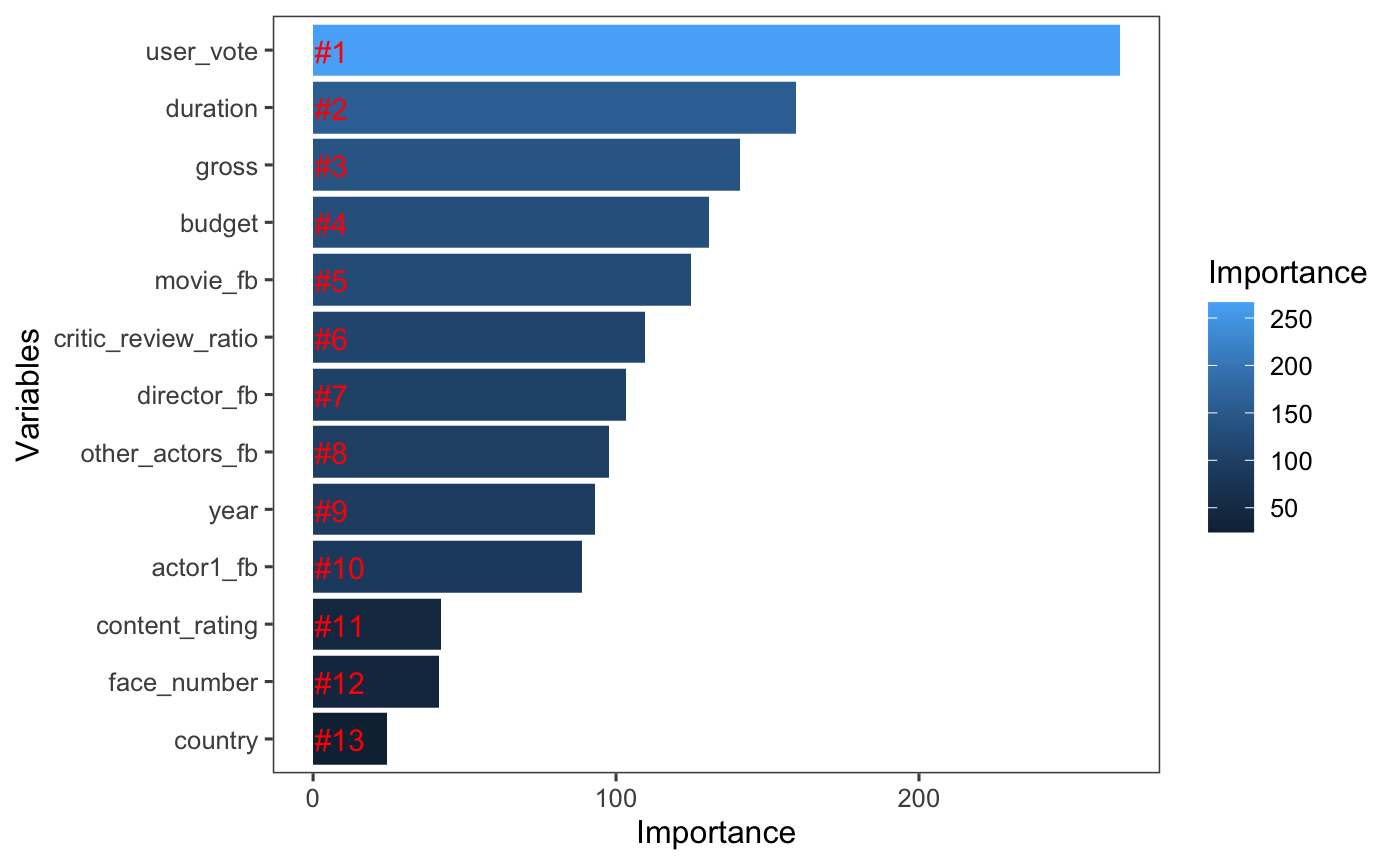 user_vote #1
duration #2
gross #3
budget #4
movie_fb #5
critic_review_ratio #6
director_fb #7
other_actors_fb #8
year #9
actor1_fb #10
content_rating #11
face_number #12
country #13
Variables
0 100 200
Importance
Importance
250
200
150
100
50